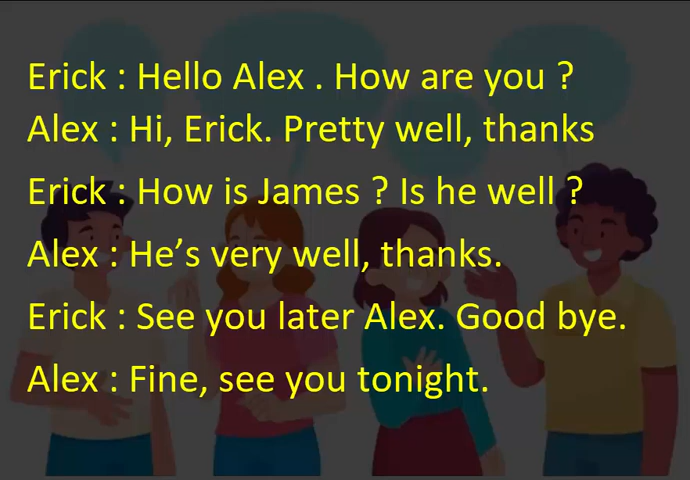 Erick : Hello Alex . How are you ?
Alex : Hi, Erick. Pretty well, thanks
Erick : How is James ? Is he well ?
Alex : He’s very well, thanks.
Erick : See you later Alex. Good bye.
Alex : Fine, see you tonight.